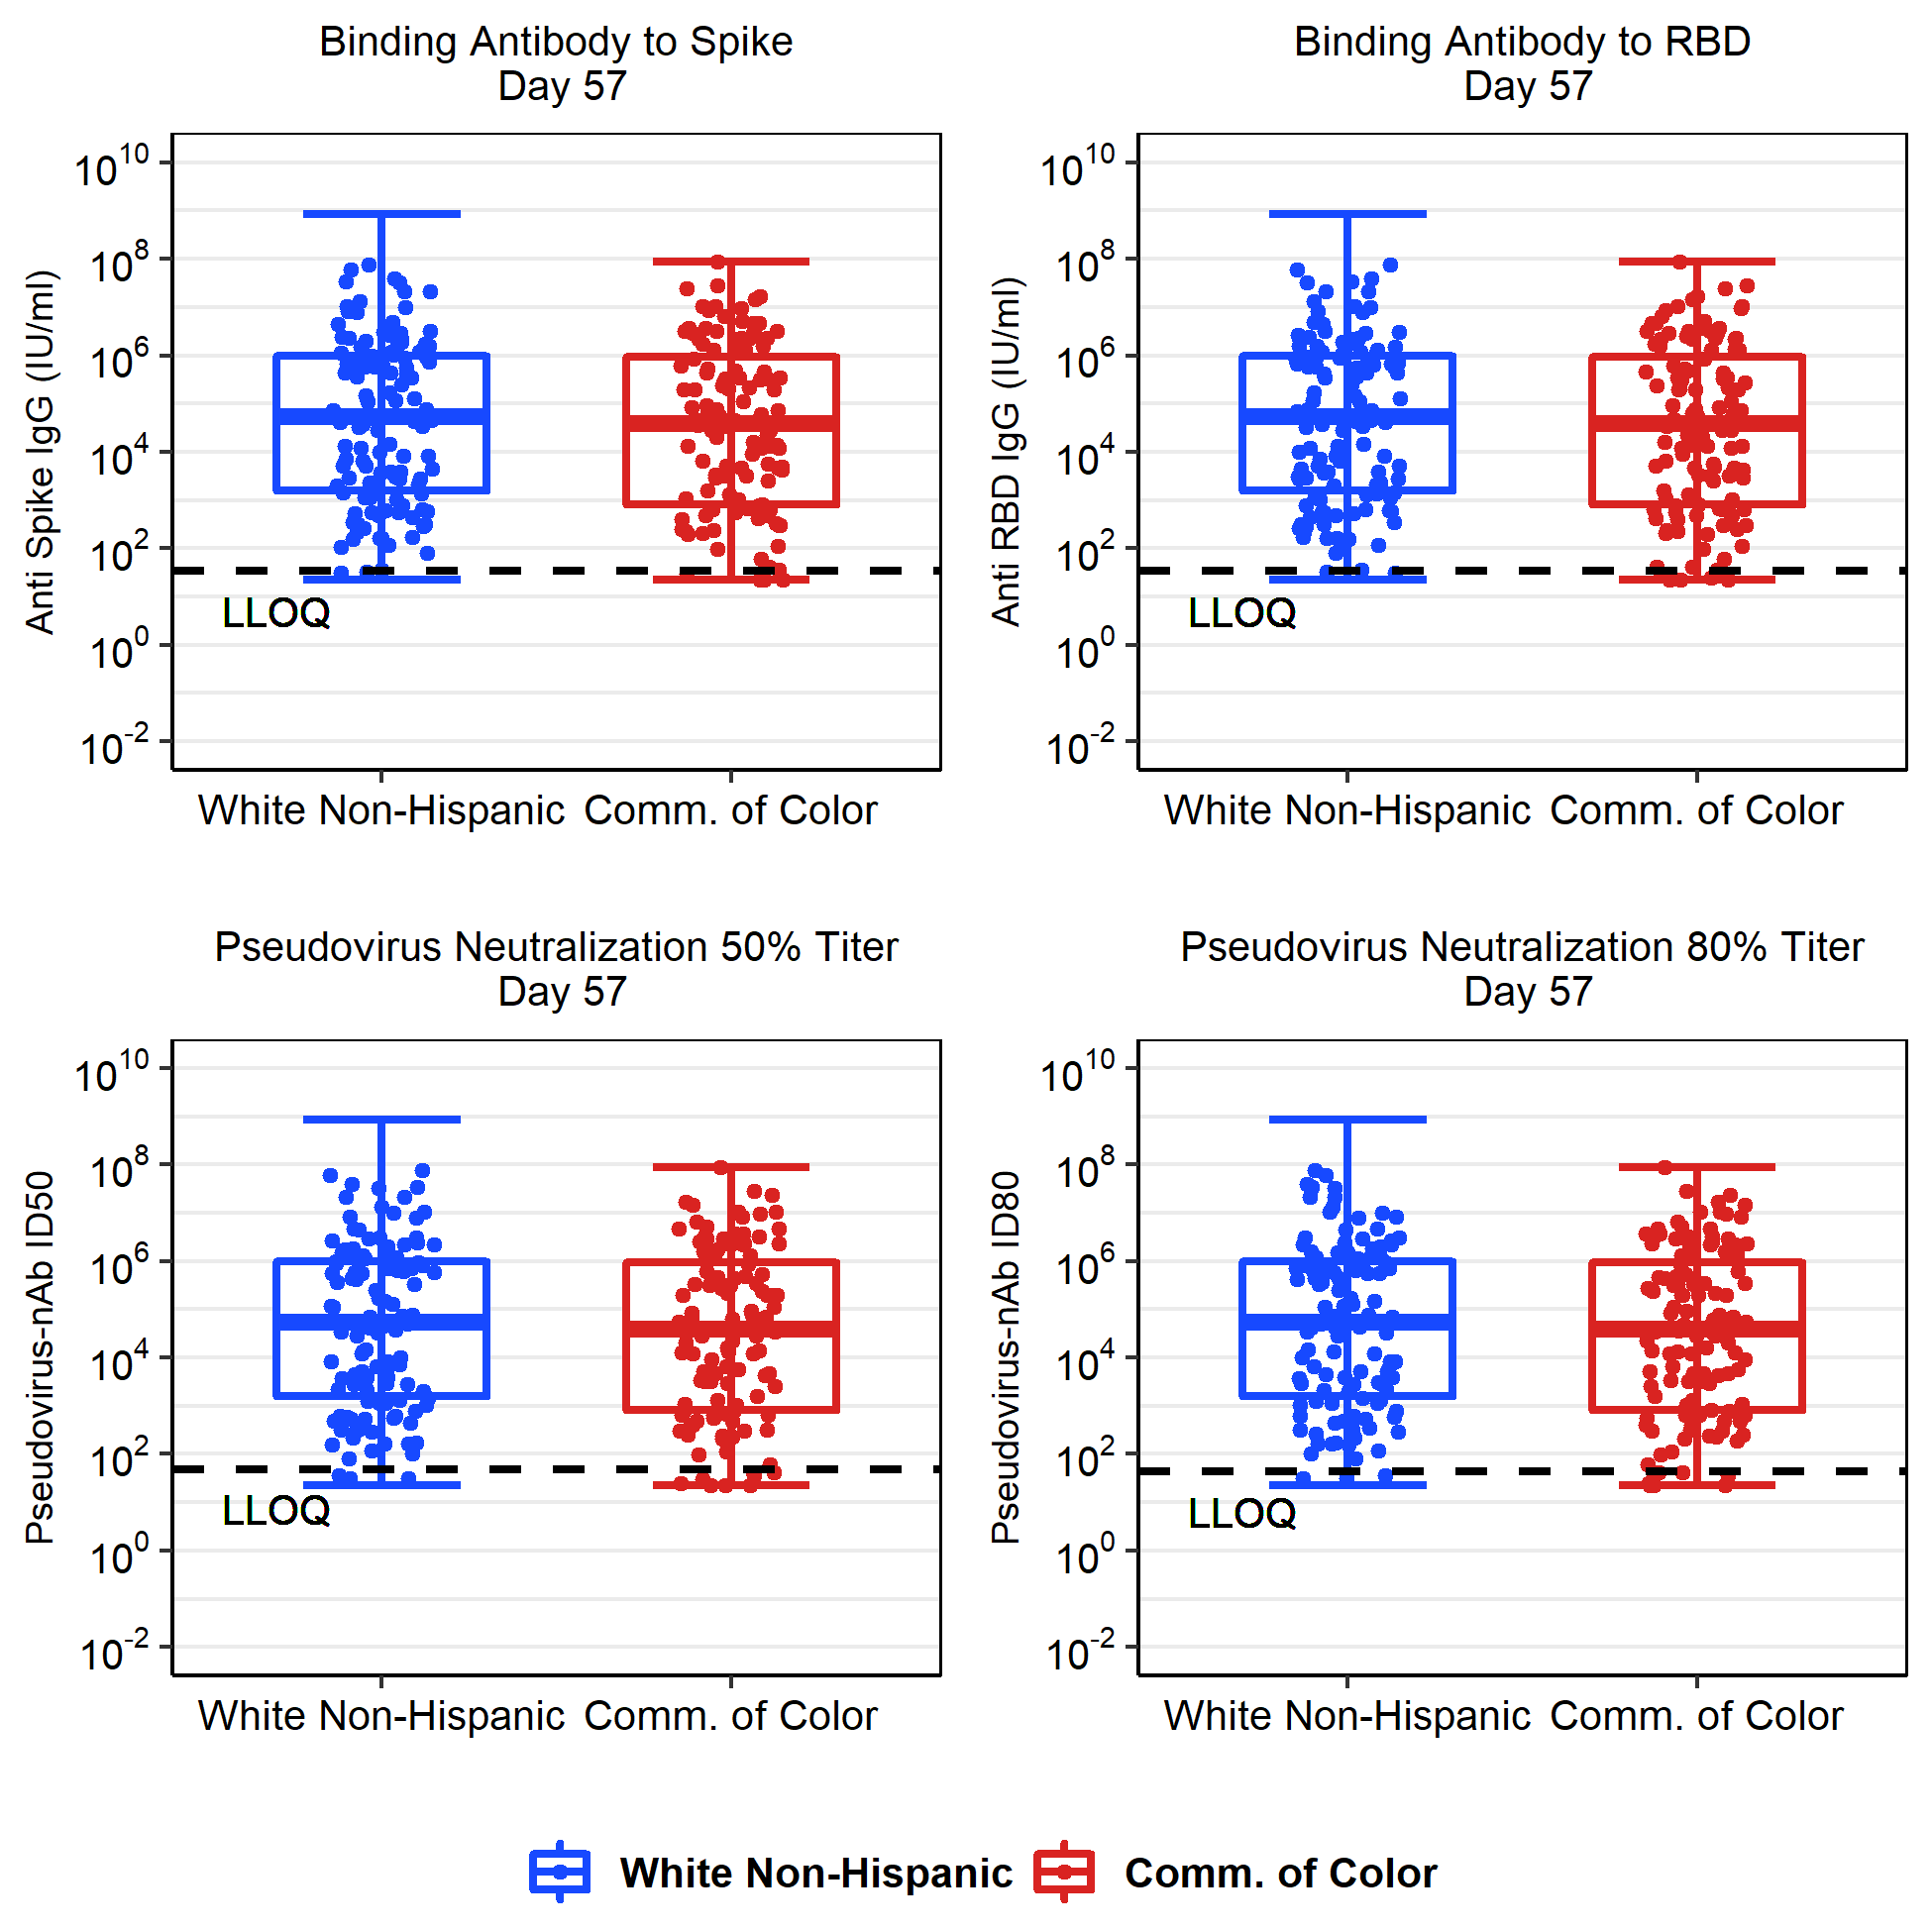 Binding Antibody to Spike
Day 57
Anti Spike IgG (IU/ml)
10^10
10^8
10^6
10^4
10^2
10^0
10^-2
LLOQ
White Non-Hispanic Comm. of Color
Binding Antibody to RBD
Day 57
Anti RBD IgG (IU/ml)
10^10
10^8
10^6
10^4
10^2
10^0
10^-2
LLOQ
White Non-Hispanic Comm. of Color
Pseudovirus Neutralization 50% Titer
Day 57
Pseudovirus-nAb ID50
10^10
10^8
10^6
10^4
10^2
10^0
10^-2
LLOQ
White Non-Hispanic Comm. of Color
Pseudovirus Neutralization 80% Titer
Day 57
Pseudovirus-nAb ID80
10^10
10^8
10^6
10^4
10^2
10^0
10^-2
LLOQ
White Non-Hispanic Comm. of Color
White Non-Hispanic Comm. of Color